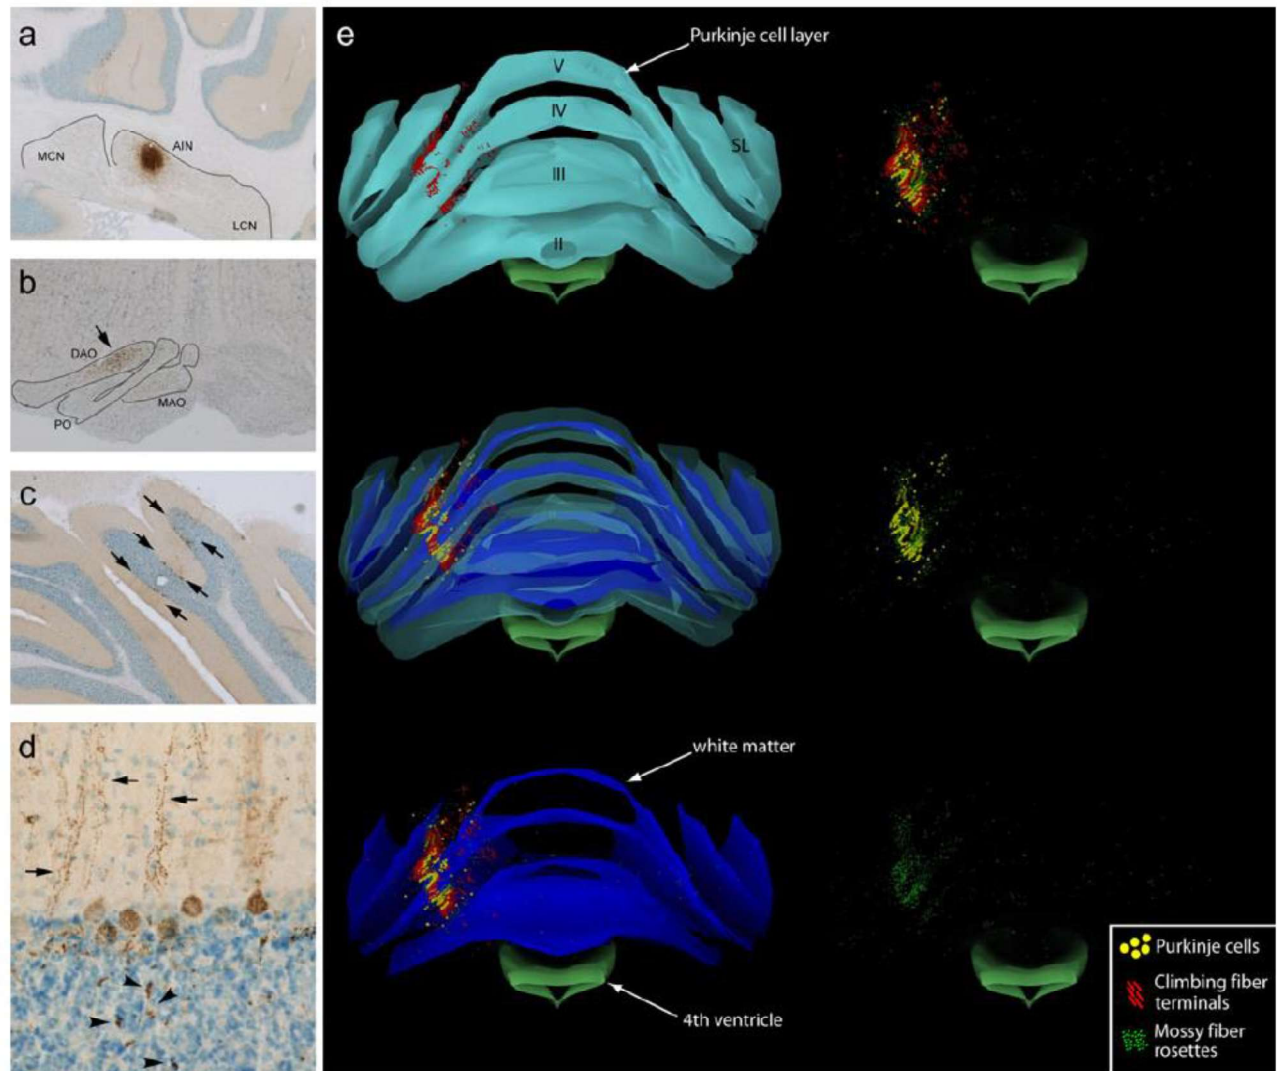 a
MCN
AIN
LCN
b
DAO
MAO
PO
c
d
e
Purkinje cell layer
V
IV
III
II
SL
white matter
4th ventricle
Purkinje cells
Climbing fiber
terminals
Mossy fiber
rosettes